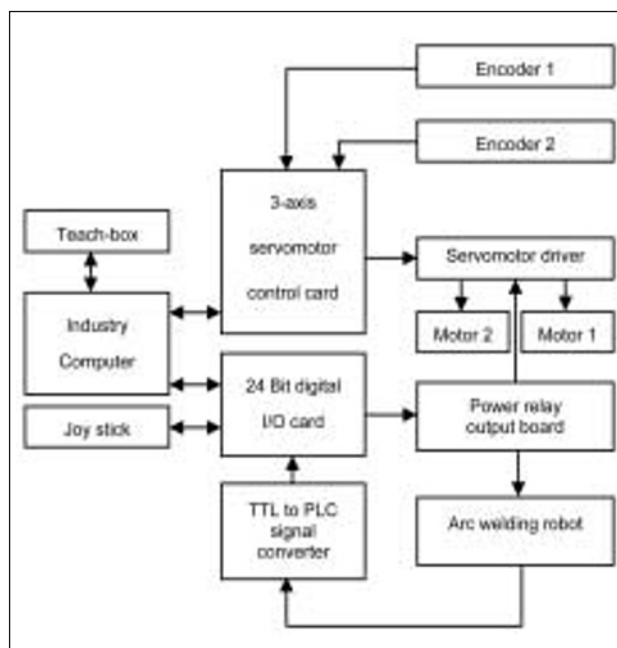 Encoder 1
Encoder 2
3-axis
servomotor
control card
Teach-box
Servomotor driver
Industry
Computer
Motor 2
Motor 1
24 Bit digital
I/O card
Power relay
output board
Joy stick
TTL to PLC
signal
converter
Arc welding robot